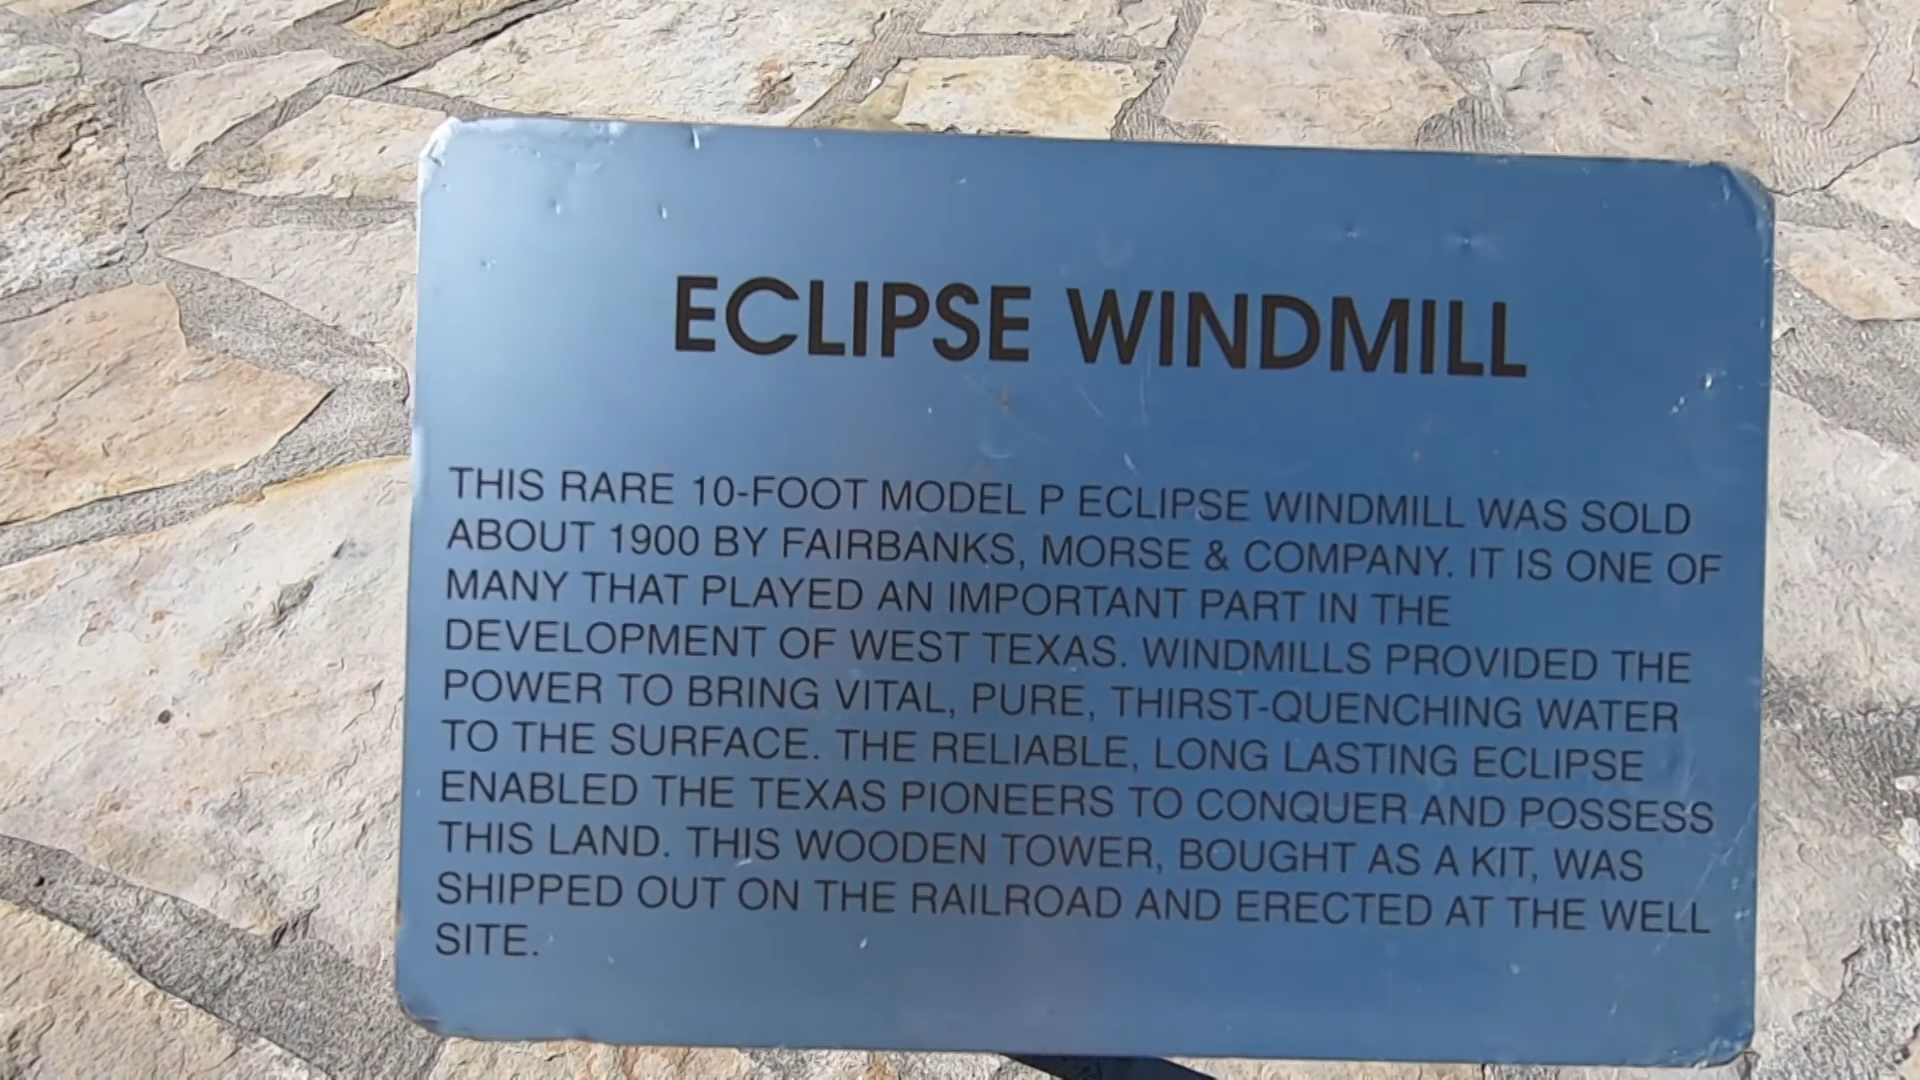 ECLIPSE WINDMILL
THIS RARE 10-FOOT MODEL P ECLIPSE WINDMILL WAS SOLD
ABOUT 1900 BY FAIRBANKS, MORSE & COMPANY. IT IS ONE OF
MANY THAT PLAYED AN IMPORTANT PART IN THE
DEVELOPMENT OF WEST TEXAS. WINDMILLS PROVIDED THE
POWER TO BRING VITAL, PURE, THIRST-QUENCHING WATER
TO THE SURFACE. THE RELIABLE, LONG LASTING ECLIPSE
ENABLED THE TEXAS PIONEERS TO CONQUER AND POSSESS
THIS LAND. THIS WOODEN TOWER, BOUGHT AS A KIT, WAS
SHIPPED OUT ON THE RAILROAD AND ERECTED AT THE WELL
SITE.